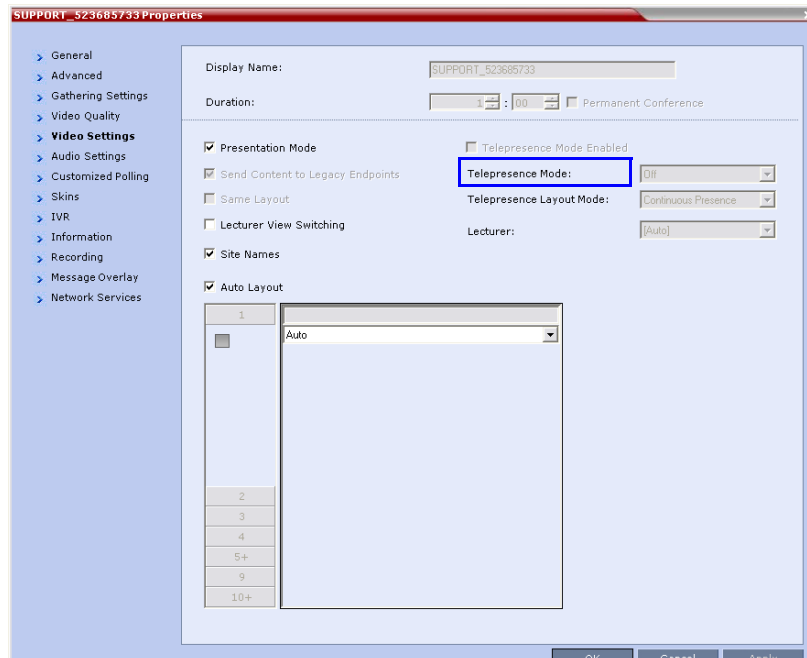 SUPPORT_523685733 Properties
General
Advanced
Gathering Settings
Video Quality
Video Settings
Audio Settings
Customized Polling
Skins
IVR
Information
Recording
Message Overlay
Network Services
Display Name: SUPPORT_523685733
Duration: 1 : 00 Permanent Conference
Presentation Mode
Telepresence Mode Enabled
Send Content to Legacy Endpoints
Telepresence Mode: Off
Same Layout
Telepresence Layout Mode: Continuous Presence
Lecturer View Switching
Lecturer: [Auto]
Site Names
Auto Layout
1
Auto
2
3
4
5+
9
10+
OK Cancel Apply